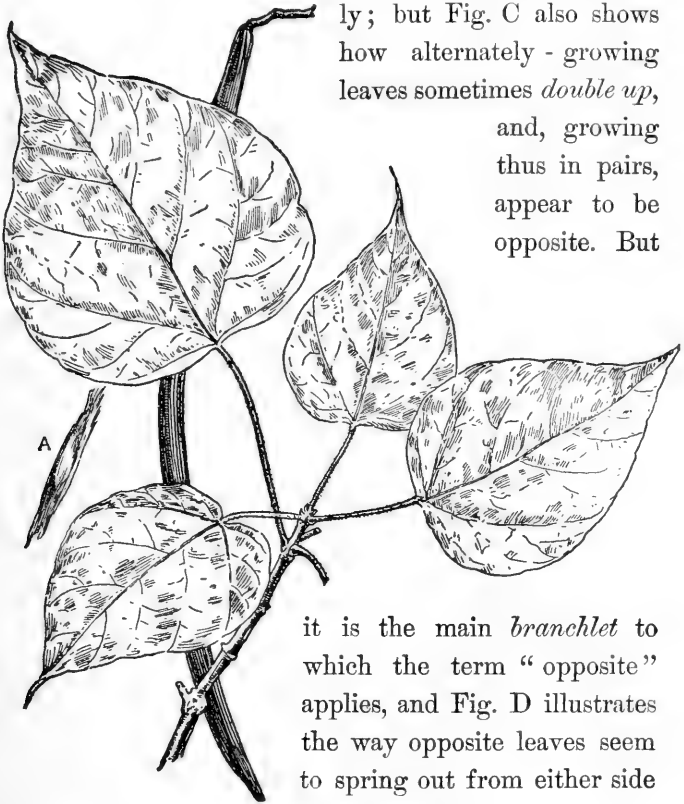 ly; but Fig. C also shows
how alternately - growing
leaves sometimes double up,
and, growing
thus in pairs,
appear to be
opposite. But
A
it is the main branchlet to
which the term “ opposite ”
applies, and Fig. D illustrates
the way opposite leaves seem
to spring out from either side